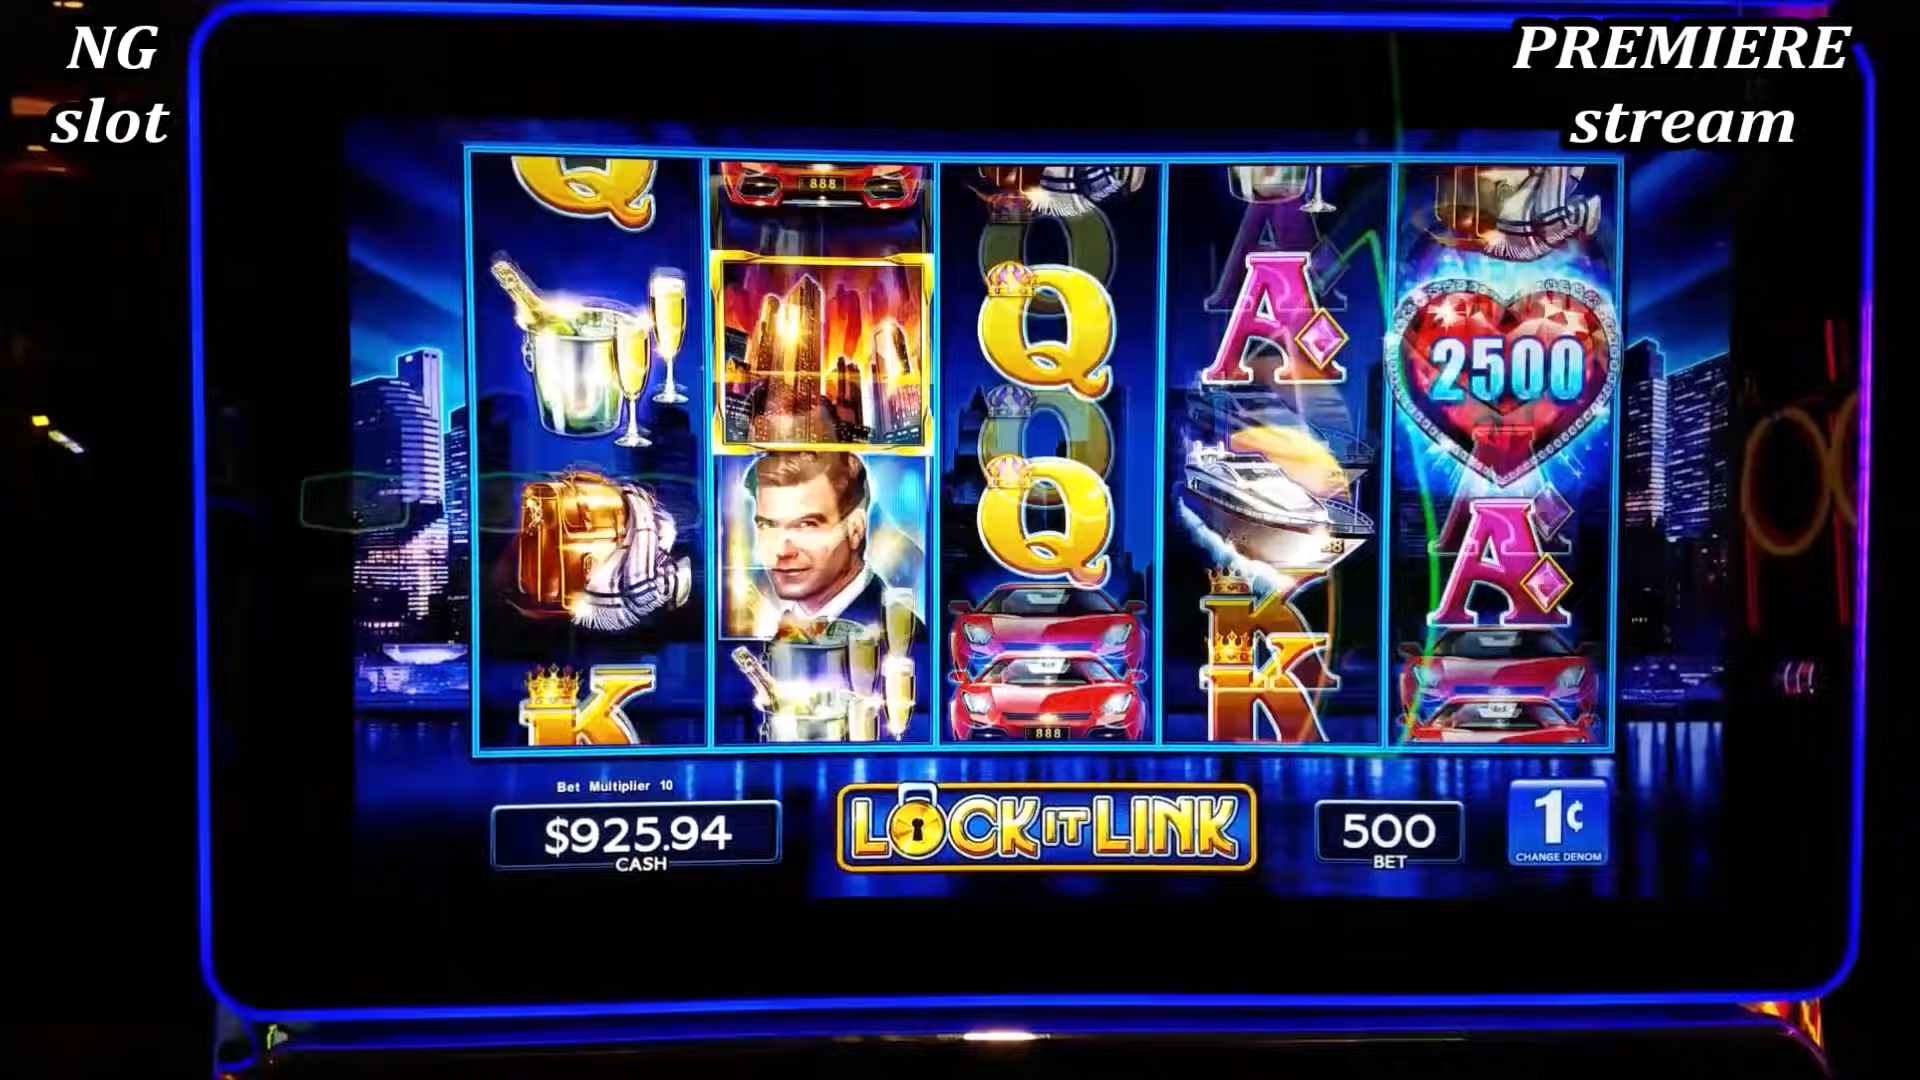 NG
slot
PREMIERE
stream
Q
888
Q
A
2500
Q
A
K
K
888
K
Bet Multiplier 10
$925.94
CASH
LOCK IT LINK
500
BET
1¢
CHANGE DENOM